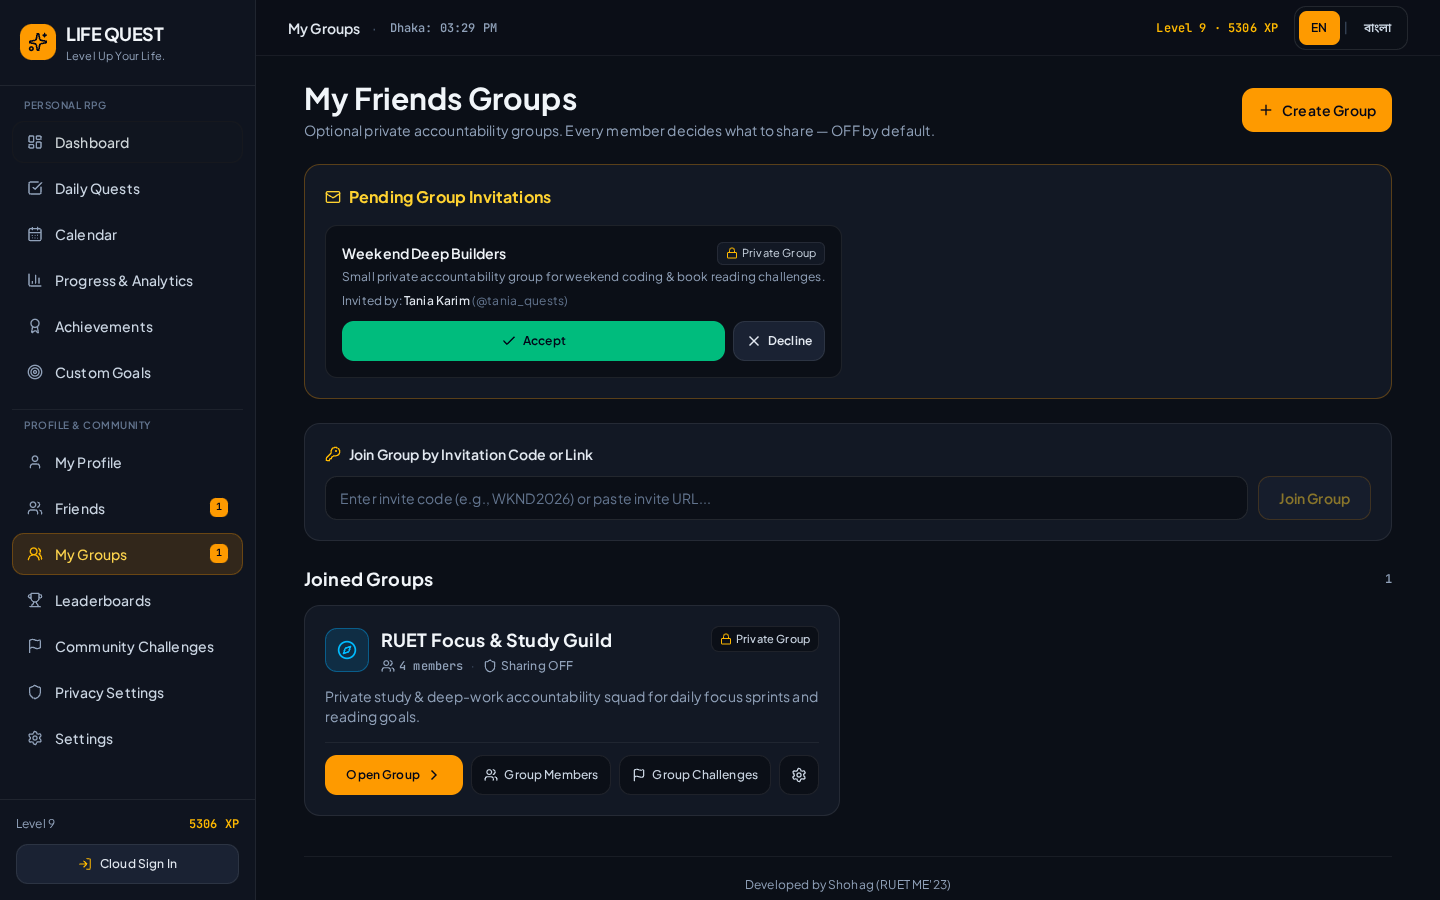 LIFE QUEST
Level Up Your Life.
PERSONAL RPG
Dashboard
Daily Quests
Calendar
Progress & Analytics
Achievements
Custom Goals
PROFILE & COMMUNITY
My Profile
Friends 1
My Groups 1
Leaderboards
Community Challenges
Privacy Settings
Settings
Level 9 5306 XP
Cloud Sign In
My Groups · Dhaka: 03:29 PM
Level 9 · 5306 XP
EN | বাংলা
My Friends Groups
Optional private accountability groups. Every member decides what to share — OFF by default.
Create Group
Pending Group Invitations
Weekend Deep Builders Private Group
Small private accountability group for weekend coding & book reading challenges.
Invited by: Tania Karim (@tania_quests)
Accept Decline
Join Group by Invitation Code or Link
Enter invite code (e.g., WKND2026) or paste invite URL...
Join Group
Joined Groups 1
RUET Focus & Study Guild Private Group
4 members · Sharing OFF
Private study & deep-work accountability squad for daily focus sprints and
reading goals.
Open Group Group Members Group Challenges
Developed by Shohag (RUET ME'23)